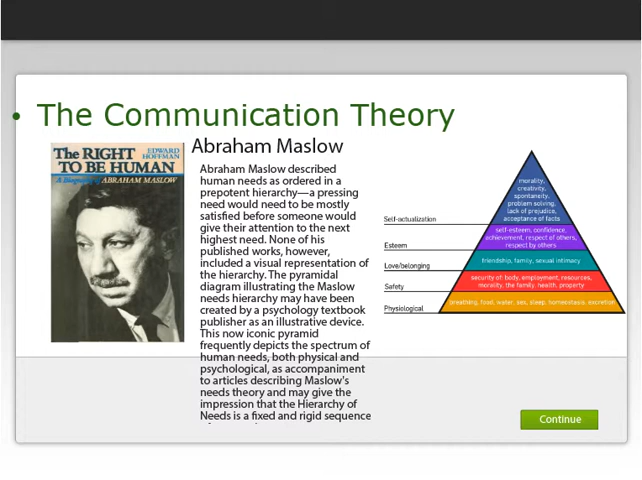 • The Communication Theory
The RIGHT
TO BE HUMAN
EDWARD
HOFFMAN
A Biography of ABRAHAM MASLOW
Abraham Maslow
Abraham Maslow described
human needs as ordered in a
prepotent hierarchy—a pressing
need would need to be mostly
satisfied before someone would
give their attention to the next
highest need. None of his
published works, however,
included a visual representation of
the hierarchy. The pyramidal
diagram illustrating the Maslow
needs hierarchy may have been
created by a psychology textbook
publisher as an illustrative device.
This now iconic pyramid
frequently depicts the spectrum of
human needs, both physical and
psychological, as accompaniment
to articles describing Maslow's
needs theory and may give the
impression that the Hierarchy of
Needs is a fixed and rigid sequence
morality,
creativity,
spontaneity,
problem solving,
lack of prejudice,
acceptance of facts
Self-actualization
self-esteem, confidence,
achievement, respect of others,
respect by others
Esteem
friendship, family, sexual intimacy
Love/belonging
security of: body, employment, resources,
morality, the family, health, property
Safety
breathing, food, water, sex, sleep, homeostasis, excretion
Physiological
Continue